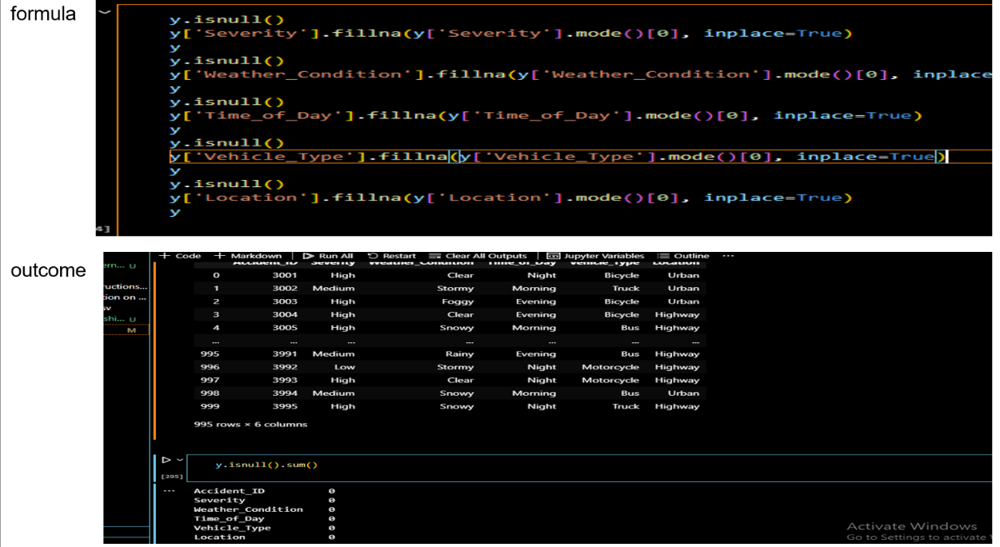 formula
y.isnull()
y['Severity'].fillna(y['Severity'].mode()[0], inplace=True)
y
y.isnull()
y['Weather_Condition'].fillna(y['Weather_Condition'].mode()[0], inplace
y
y.isnull()
y['Time_of_Day'].fillna(y['Time_of_Day'].mode()[0], inplace=True)
y
y.isnull()
y['Vehicle_Type'].fillna(y['Vehicle_Type'].mode()[0], inplace=True)
y
y.isnull()
y['Location'].fillna(y['Location'].mode()[0], inplace=True)
y
4]
outcome
+ Code + Markdown Run All Restart Clear All Outputs Jupyter Variables Outline ...
ern... U
Accident_ID Severity Weather_Condition Time_of_Day Vehicle_Type Location
0 3001 High Clear Night Bicycle Urban
ructions...
1 3002 Medium Stormy Morning Truck Urban
tion on ...
2 3003 High Foggy Evening Bicycle Urban
sv
3 3004 High Clear Evening Bicycle Highway
shi... U
4 3005 High Snowy Morning Bus Highway
M
... ... ... ... ... ... ...
995 3991 Medium Rainy Evening Bus Highway
996 3992 Low Stormy Night Motorcycle Highway
997 3993 High Clear Night Motorcycle Highway
998 3994 Medium Snowy Morning Bus Urban
999 3995 High Snowy Night Truck Highway
995 rows × 6 columns
y.isnull().sum()
[295]
... Accident_ID 0
Severity 0
Weather_Condition 0
Time_of_Day 0
Vehicle_Type 0
Location 0
Activate Windows
Go to Settings to activate